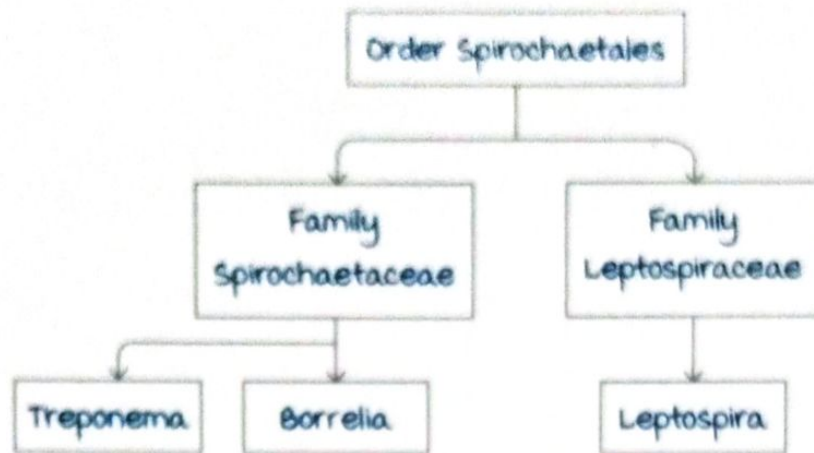 Order Spirochaetales
Family
Spirochaetaceae
Family
Leptospiraceae
Treponema
Borrelia
Leptospira